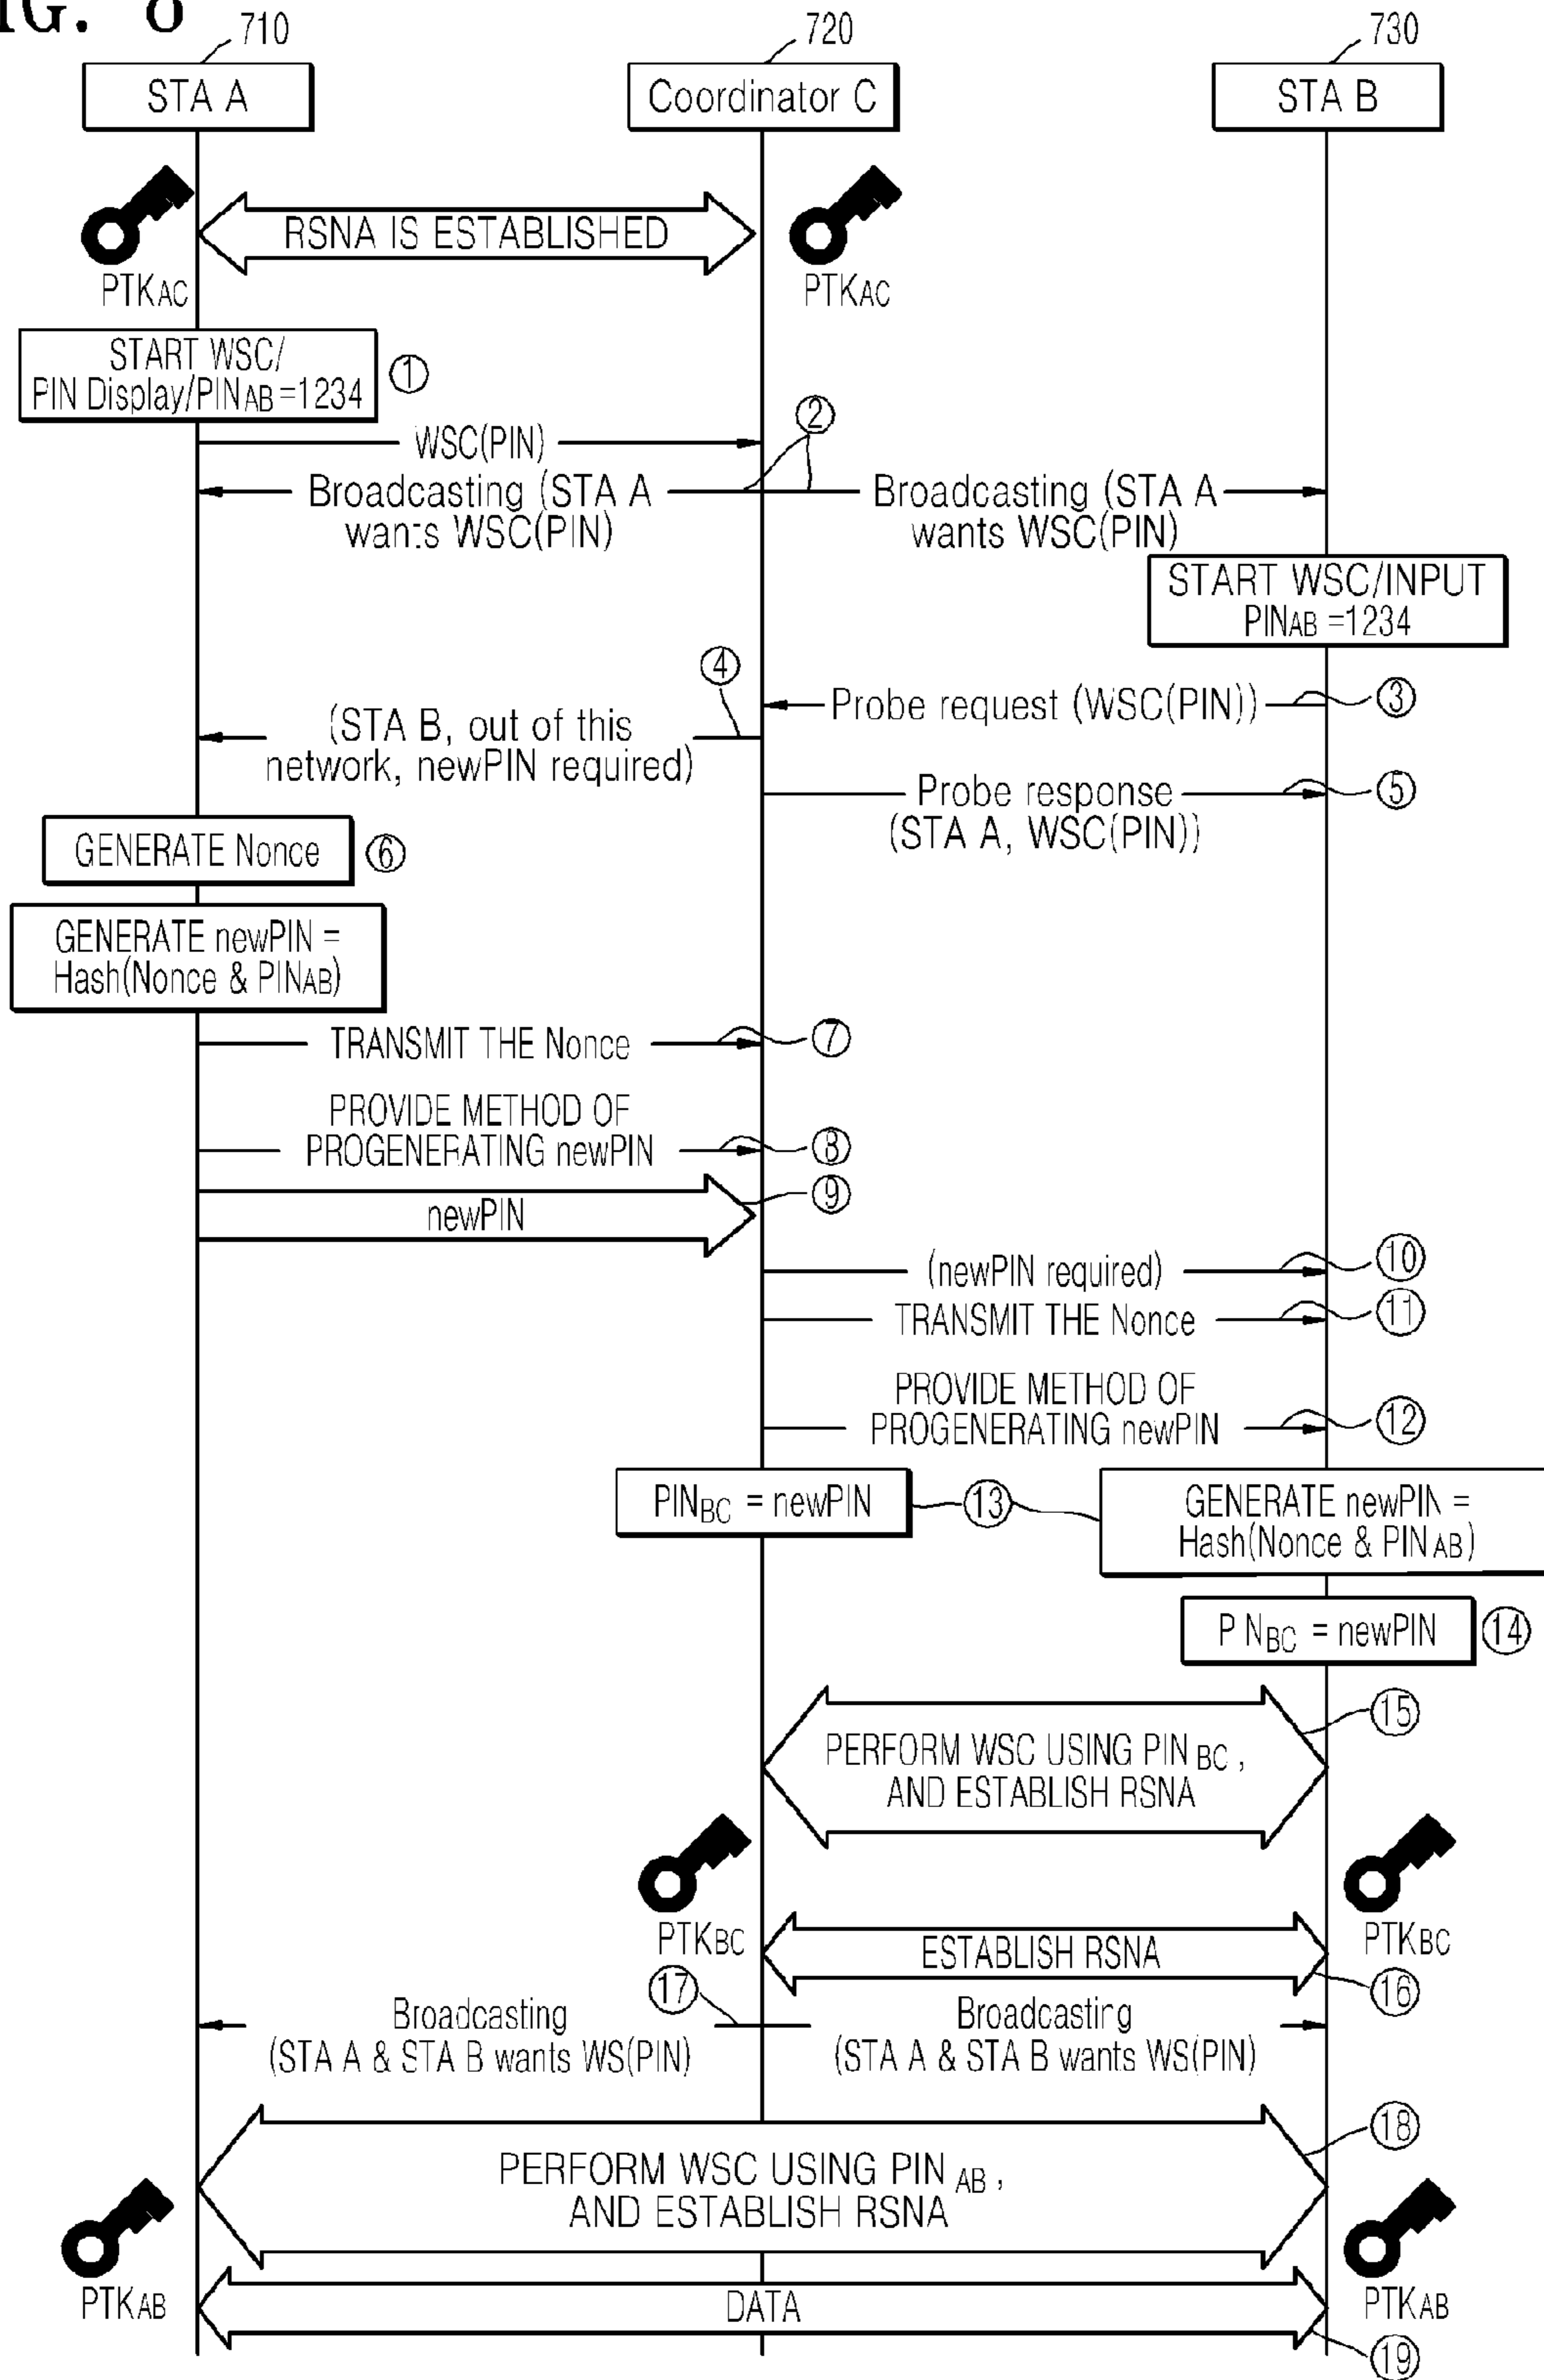 FIG. 8
710
720
730
STA A
Coordinator C
STA B
RSNA IS ESTABLISHED
PTKAC
PTKAC
START WSC/
PIN Display/PINAB=1234
①
WSC(PIN)
②
Broadcasting (STA A
wants WSC(PIN)
Broadcasting (STA A
wants WSC(PIN)
START WSC/INPUT
PINAB =1234
④
Probe request (WSC(PIN))
③
(STA B, out of this
network, newPIN required)
Probe response
(STA A, WSC(PIN))
⑤
GENERATE Nonce
⑥
GENERATE newPIN =
Hash(Nonce & PINAB)
TRANSMIT THE Nonce
⑦
PROVIDE METHOD OF
PROGENERATING newPIN
⑧
newPIN
⑨
(newPIN required)
⑩
TRANSMIT THE Nonce
⑪
PROVIDE METHOD OF
PROGENERATING newPIN
⑫
PINBC = newPIN
⑬
GENERATE newPIN =
Hash(Nonce & PINAB)
PINBC = newPIN
⑭
⑮
PERFORM WSC USING PINBC,
AND ESTABLISH RSNA
PTKBC
ESTABLISH RSNA
PTKBC
⑯
⑰
Broadcasting
(STA A & STA B wants WS(PIN)
Broadcasting
(STA A & STA B wants WS(PIN)
⑱
PERFORM WSC USING PIN AB,
AND ESTABLISH RSNA
PTKAB
DATA
PTKAB
⑲